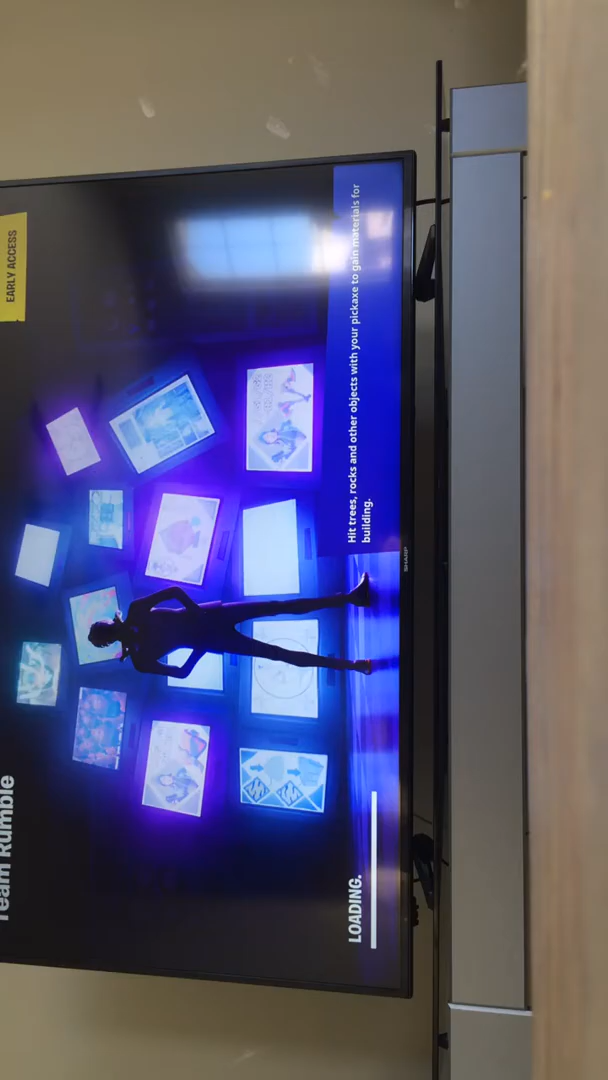 EARLY ACCESS
Team Rumble
Hit trees, rocks and other objects with your pickaxe to gain materials for
building.
LOADING.
SHARP